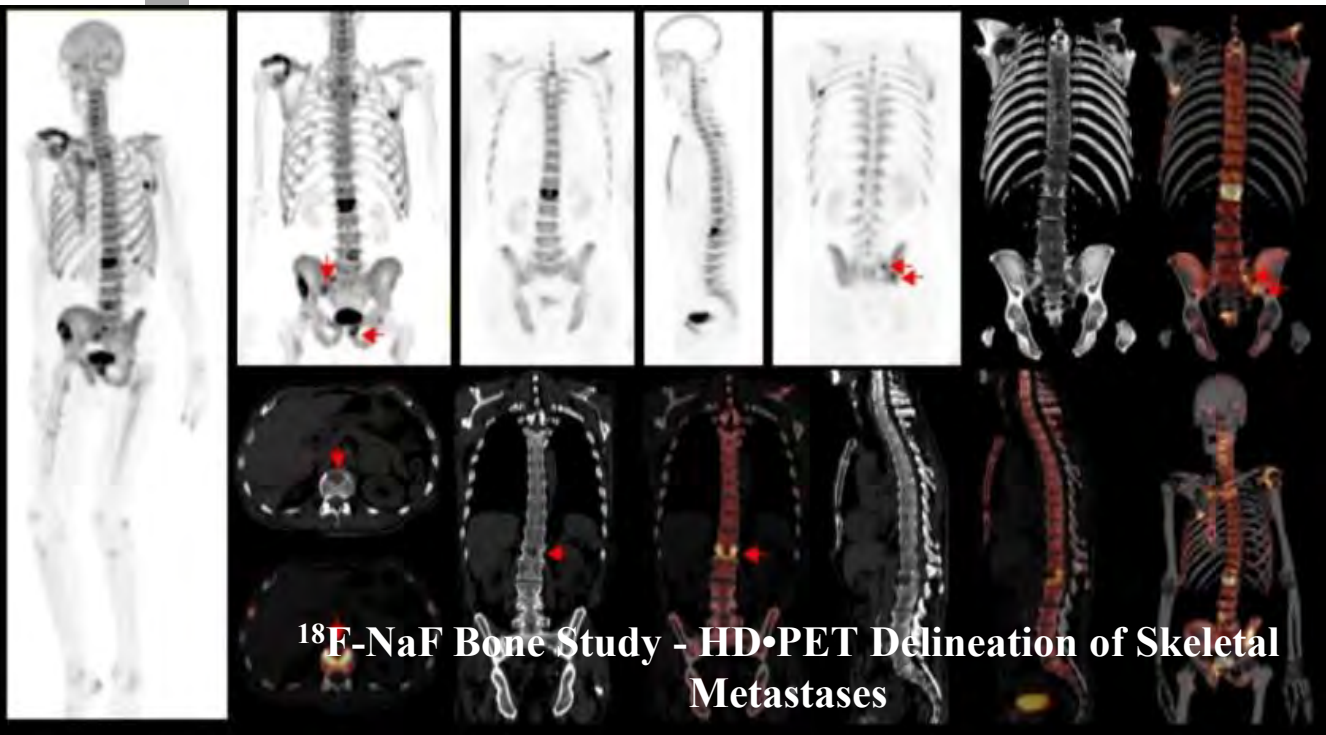 ¹⁸F-NaF Bone Study - HD•PET Delineation of Skeletal
Metastases